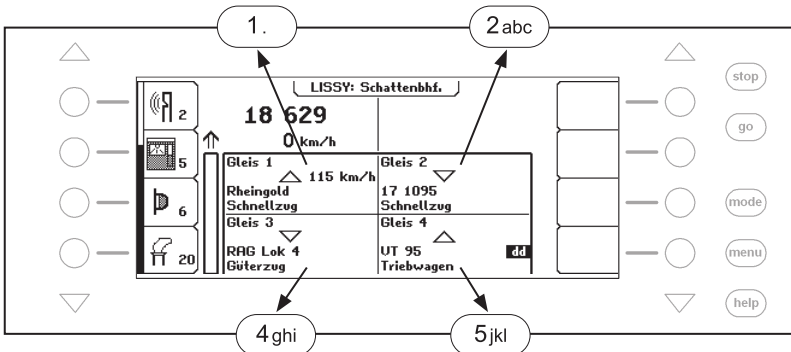 1.
2abc
LISSY: Schattenbhf.
18 629
0 km/h
2
5
6
20
Gleis 1
115 km/h
Rheingold
Schnellzug
Gleis 2
17 1095
Schnellzug
Gleis 3
RAG Lok 4
Güterzug
Gleis 4
VT 95
dd
Triebwagen
stop
go
mode
menu
help
4ghi
5jkl